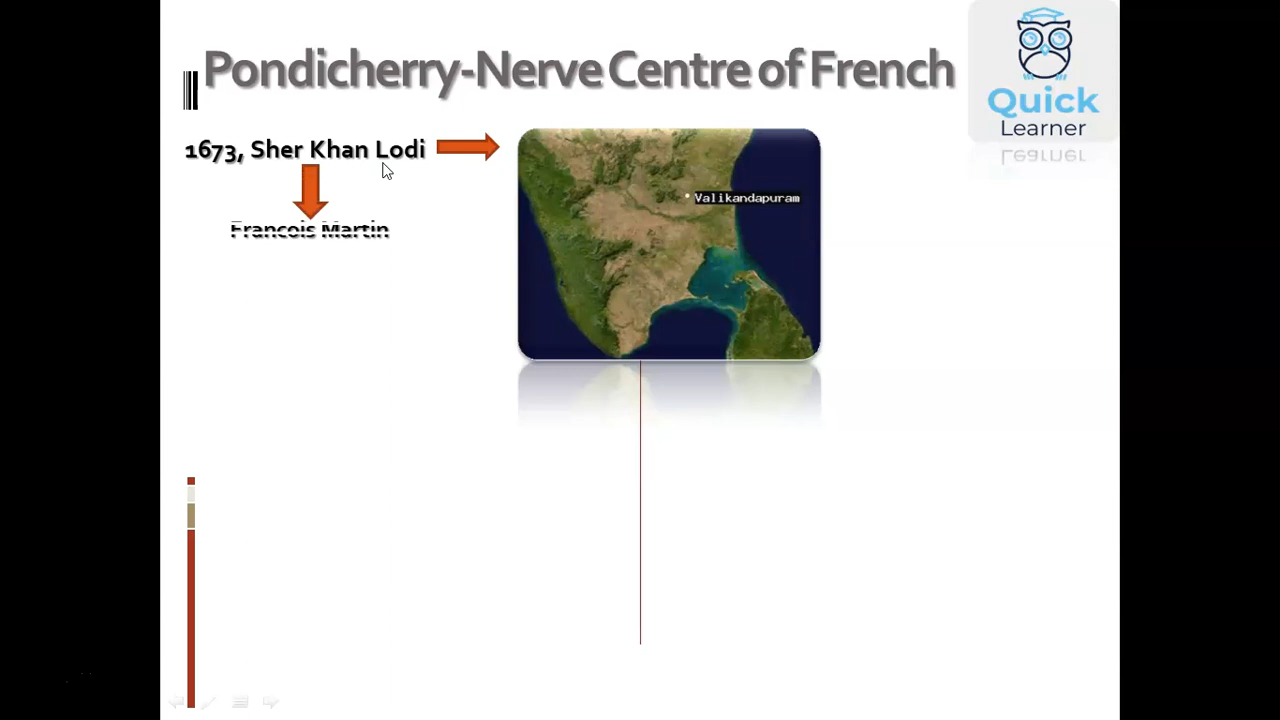 Pondicherry-Nerve Centre of French
Quick
Learner
1673, Sher Khan Lodi
Francois Martin
Valikandapuram